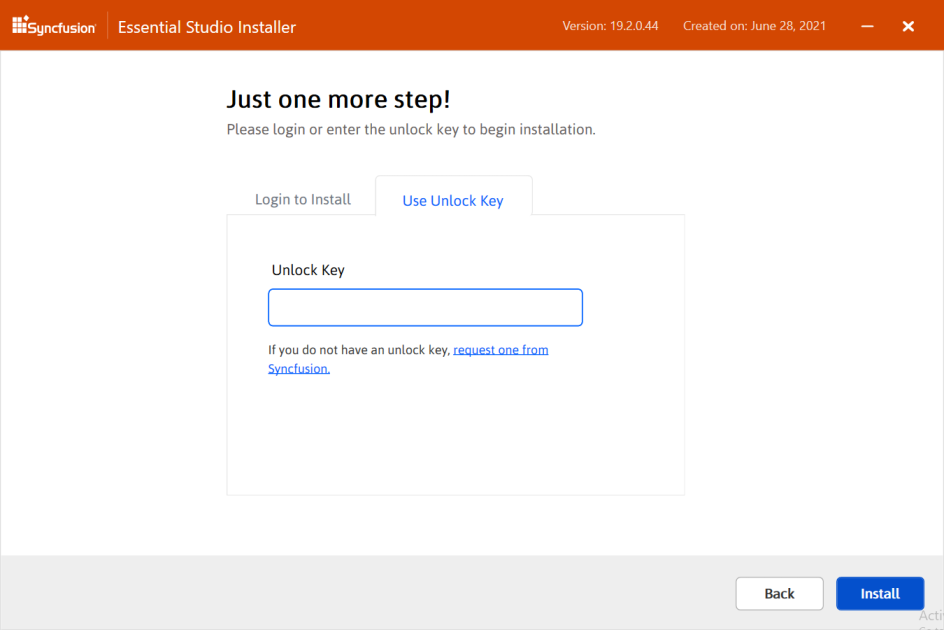 Syncfusion Essential Studio Installer Version: 19.2.0.44 Created on: June 28, 2021
Just one more step!
Please login or enter the unlock key to begin installation.
Login to Install Use Unlock Key
Unlock Key
If you do not have an unlock key, request one from
Syncfusion.
Back Install